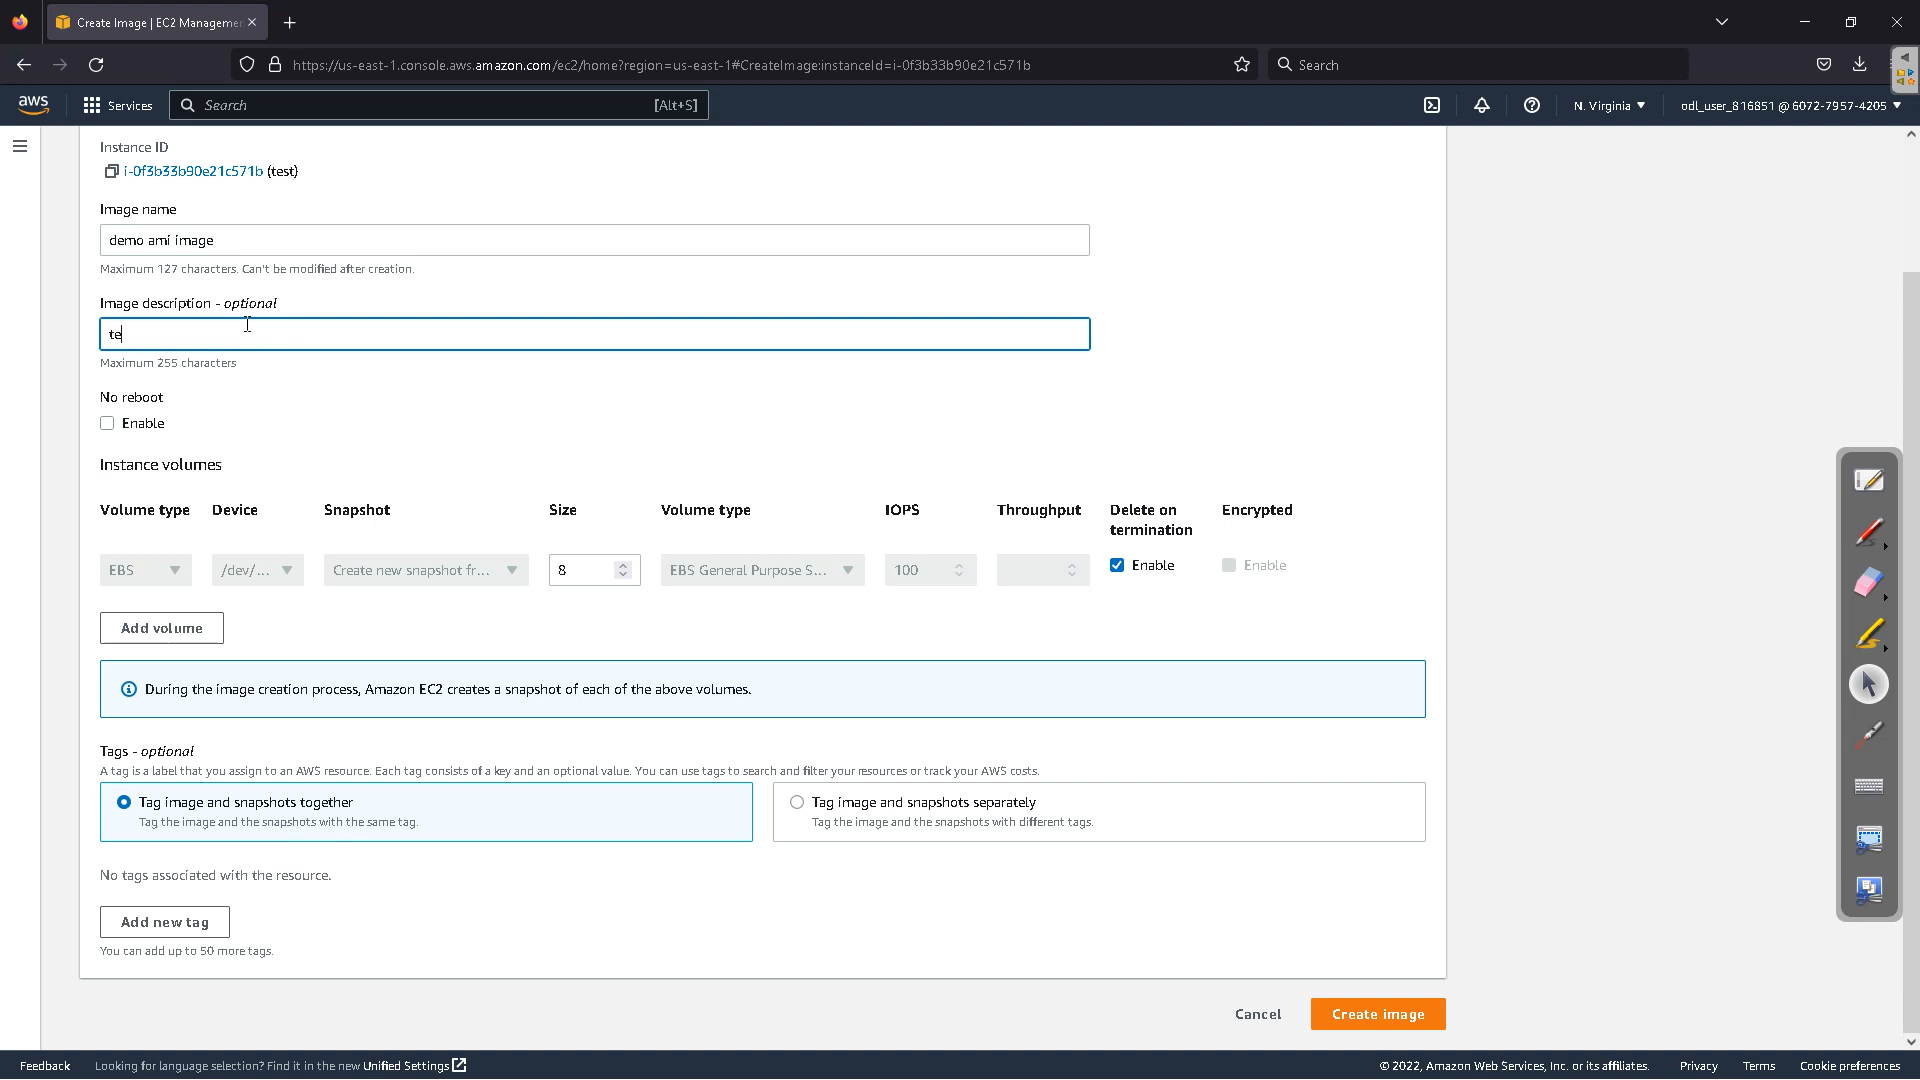 Create Image | EC2 Managemen
https://us-east-1.console.aws.amazon.com/ec2/home?region=us-east-1#CreateImage:instanceId=i-0f3b33b90e21c571b
Search
aws
Services
Search
[Alt+S]
N. Virginia
odl_user_816851 @ 6072-7957-4205
Instance ID
i-0f3b33b90e21c571b (test)
Image name
demo ami image
Maximum 127 characters. Can't be modified after creation.
Image description - optional
te
Maximum 255 characters
No reboot
Enable
Instance volumes
Volume type Device Snapshot Size Volume type IOPS Throughput Delete on termination Encrypted
EBS /dev/... Create new snapshot fr... 8 EBS General Purpose S... 100 Enable Enable
Add volume
During the image creation process, Amazon EC2 creates a snapshot of each of the above volumes.
Tags - optional
A tag is a label that you assign to an AWS resource. Each tag consists of a key and an optional value. You can use tags to search and filter your resources or track your AWS costs.
Tag image and snapshots together
Tag the image and the snapshots with the same tag.
Tag image and snapshots separately
Tag the image and the snapshots with different tags.
No tags associated with the resource.
Add new tag
You can add up to 50 more tags.
Cancel
Create image
Feedback
Looking for language selection? Find it in the new Unified Settings
© 2022, Amazon Web Services, Inc. or its affiliates.
Privacy
Terms
Cookie preferences